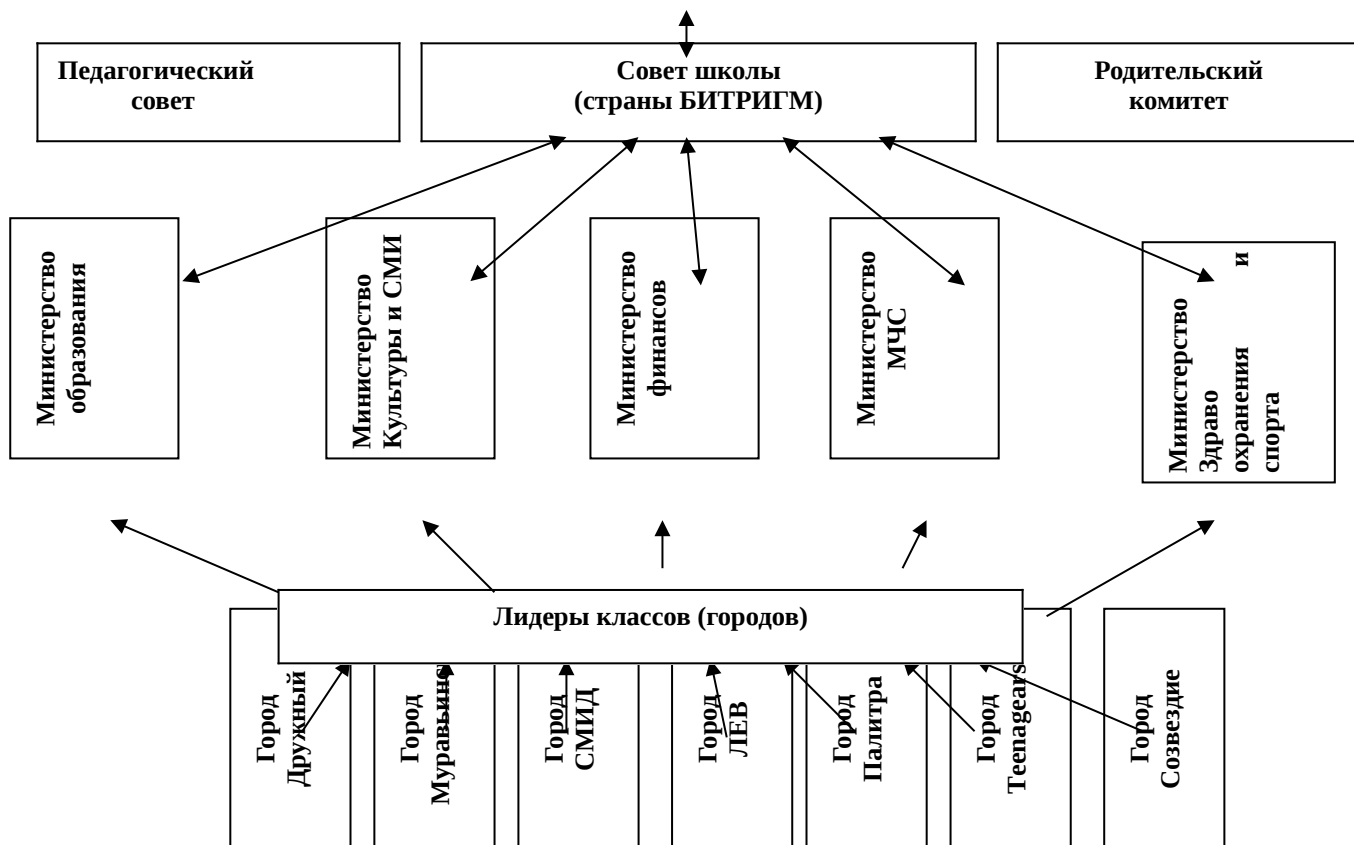 Педагогический
совет
Совет школы
(страны БИТРИГМ)
Родительский
комитет
Министерство
образования
Министерство
Культуры и СМИ
Министерство
финансов
Министерство
МЧС
Министерство
Здраво
охранения и
спорта
Лидеры классов (городов)
Город
Дружный
Город
Муравьинс
Город
СМИД
Город
ЛЕВ
Город
Палитра
Город
Teenagears
Город
Созвездие